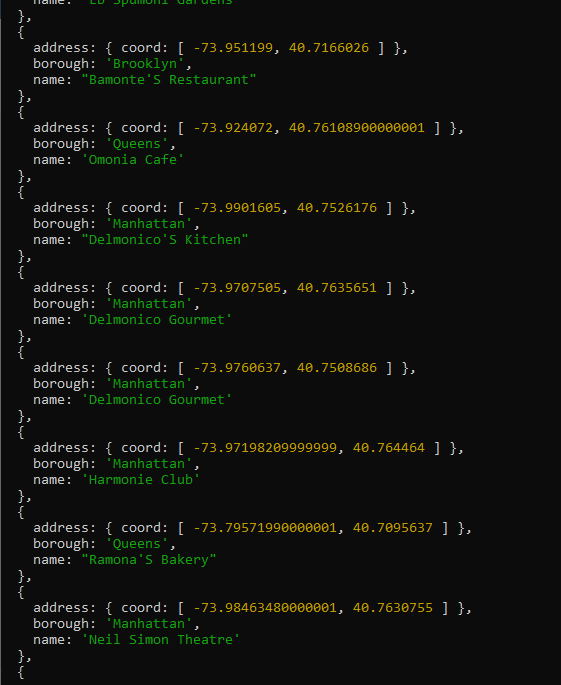 name: 'LB Spumoni Gardens'
},
{
address: { coord: [ -73.951199, 40.7166026 ] },
borough: 'Brooklyn',
name: "Bamonte'S Restaurant"
},
{
address: { coord: [ -73.924072, 40.76108900000001 ] },
borough: 'Queens',
name: 'Omonia Cafe'
},
{
address: { coord: [ -73.9901605, 40.7526176 ] },
borough: 'Manhattan',
name: "Delmonico'S Kitchen"
},
{
address: { coord: [ -73.9707505, 40.7635651 ] },
borough: 'Manhattan',
name: 'Delmonico Gourmet'
},
{
address: { coord: [ -73.9760637, 40.7508686 ] },
borough: 'Manhattan',
name: 'Delmonico Gourmet'
},
{
address: { coord: [ -73.97198209999999, 40.764464 ] },
borough: 'Manhattan',
name: 'Harmonie Club'
},
{
address: { coord: [ -73.79571990000001, 40.7095637 ] },
borough: 'Queens',
name: "Ramona'S Bakery"
},
{
address: { coord: [ -73.98463480000001, 40.7630755 ] },
borough: 'Manhattan',
name: 'Neil Simon Theatre'
},
{